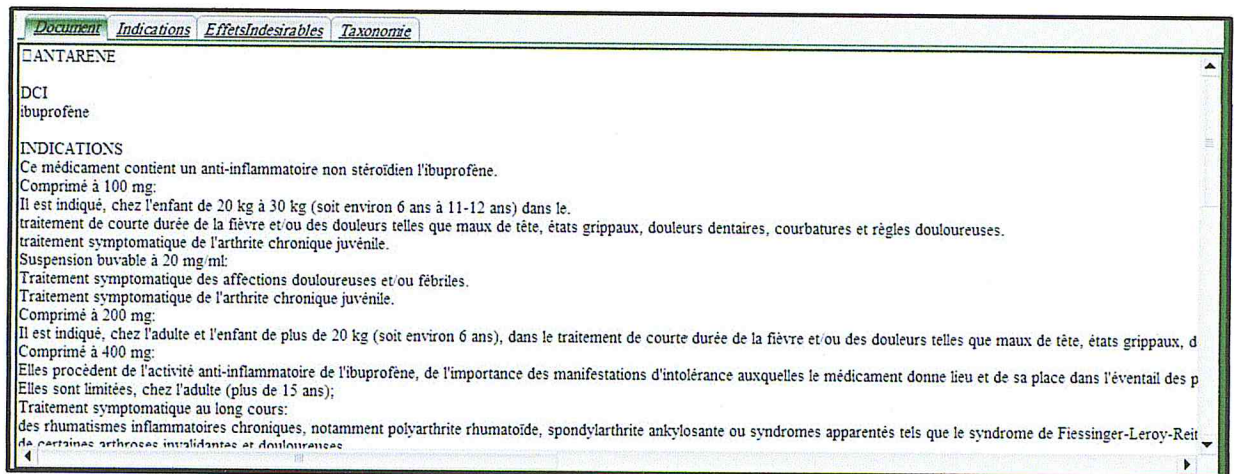 Document Indications EffetsIndesirables Taxonomie
ANTARENE
DCI
ibuprofène
INDICATIONS
Ce médicament contient un anti-inflammatoire non stéroïdien l'ibuprofène.
Comprimé à 100 mg:
Il est indiqué, chez l'enfant de 20 kg à 30 kg (soit environ 6 ans à 11-12 ans) dans le.
traitement de courte durée de la fièvre et/ou des douleurs telles que maux de tête, états grippaux, douleurs dentaires, courbatures et règles douloureuses.
traitement symptomatique de l'arthrite chronique juvénile.
Suspension buvable à 20 mg/ml:
Traitement symptomatique des affections douloureuses et/ou fébriles.
Traitement symptomatique de l'arthrite chronique juvénile.
Comprimé à 200 mg:
Il est indiqué, chez l'adulte et l'enfant de plus de 20 kg (soit environ 6 ans), dans le traitement de courte durée de la fièvre et/ou des douleurs telles que maux de tête, états grippaux, d
Comprimé à 400 mg:
Elles procèdent de l'activité anti-inflammatoire de l'ibuprofène, de l'importance des manifestations d'intolérance auxquelles le médicament donne lieu et de sa place dans l'éventail des p
Elles sont limitées, chez l'adulte (plus de 15 ans);
Traitement symptomatique au long cours:
des rhumatismes inflammatoires chroniques, notamment polyarthrite rhumatoïde, spondylarthrite ankylosante ou syndromes apparentés tels que le syndrome de Fiessinger-Leroy-Reit
de certaines arthroses invalidantes et douloureuses